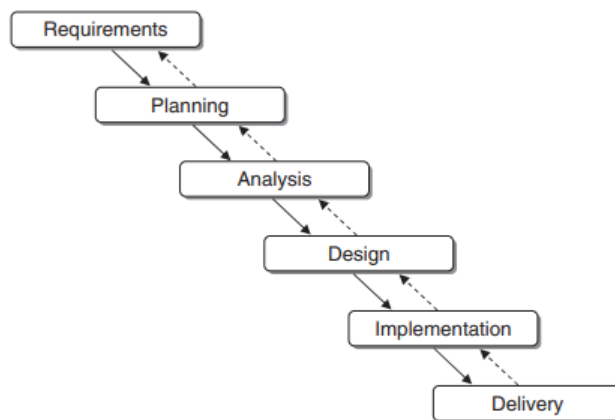 Requirements
Planning
Analysis
Design
Implementation
Delivery